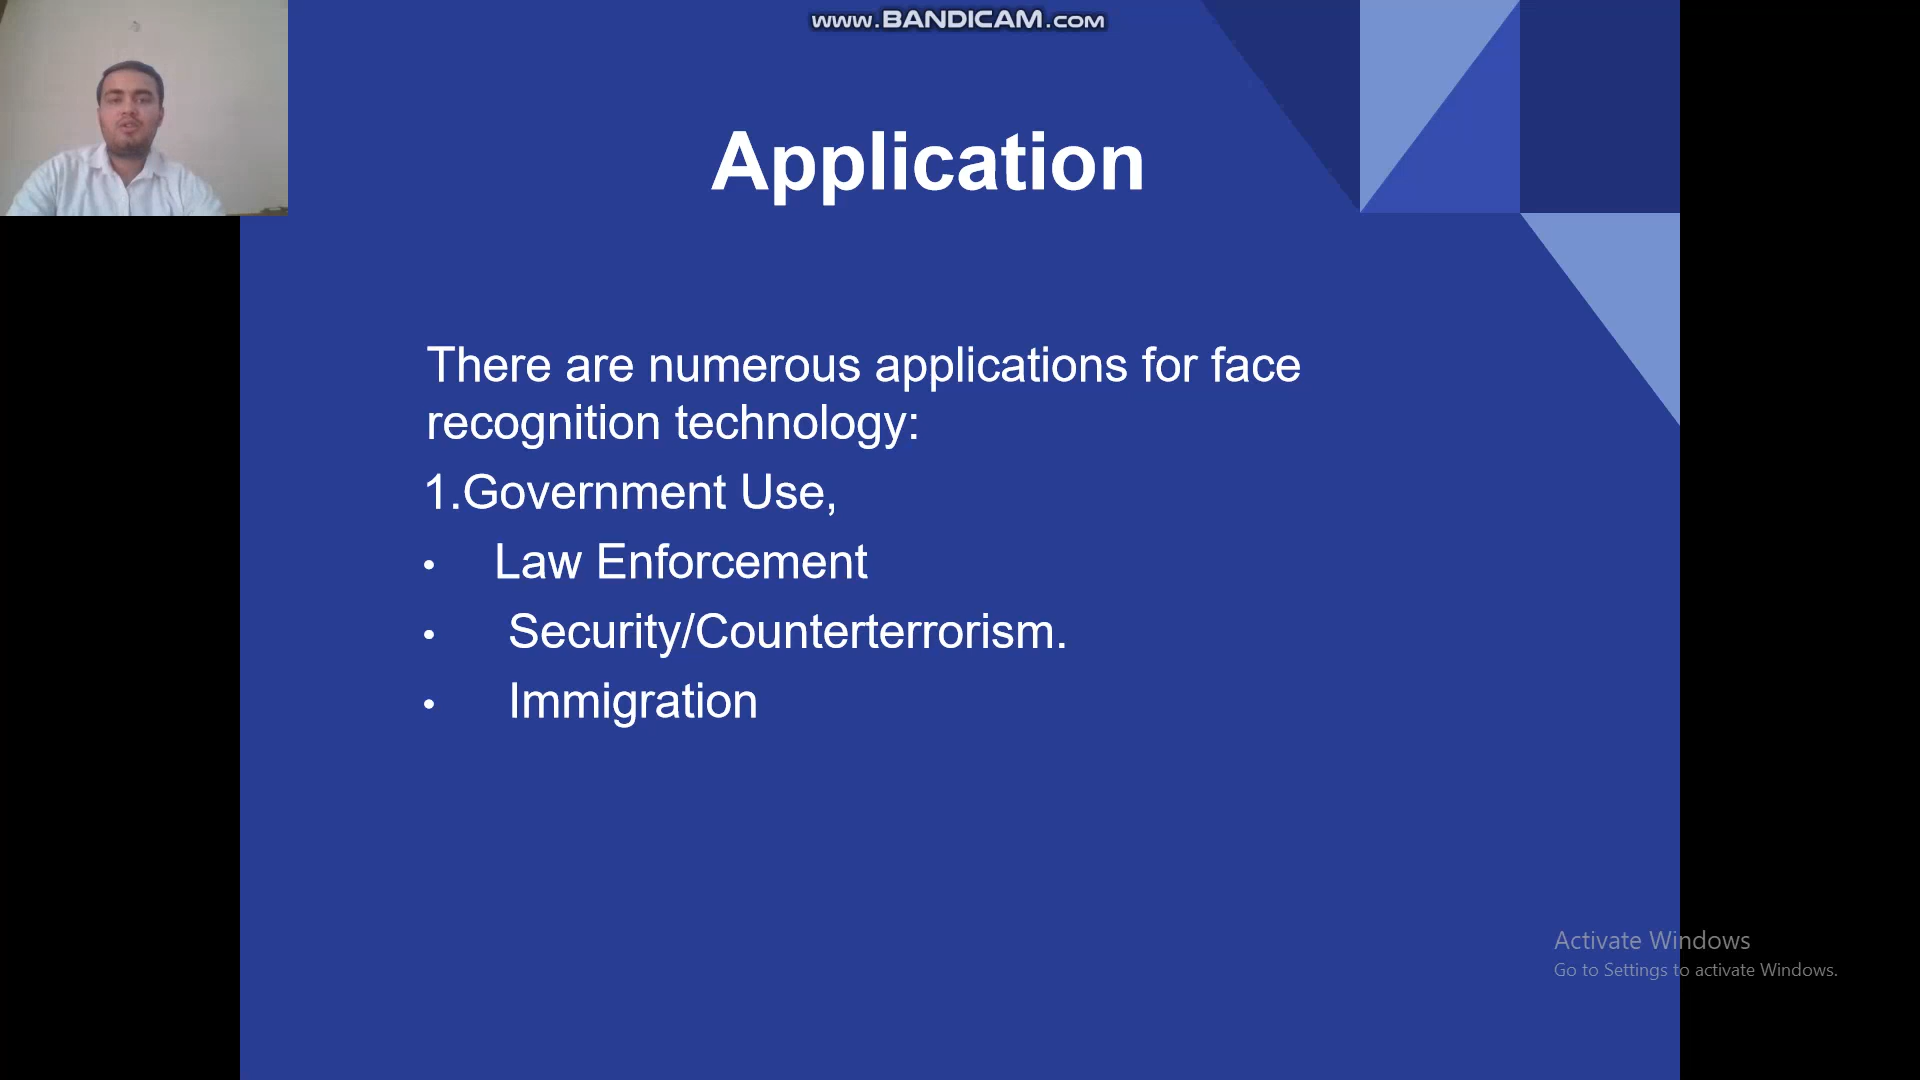 www.BANDICAM.com
Application
There are numerous applications for face
recognition technology:
1.Government Use,
• Law Enforcement
• Security/Counterterrorism.
• Immigration
Activate Windows
Go to Settings to activate Windows.